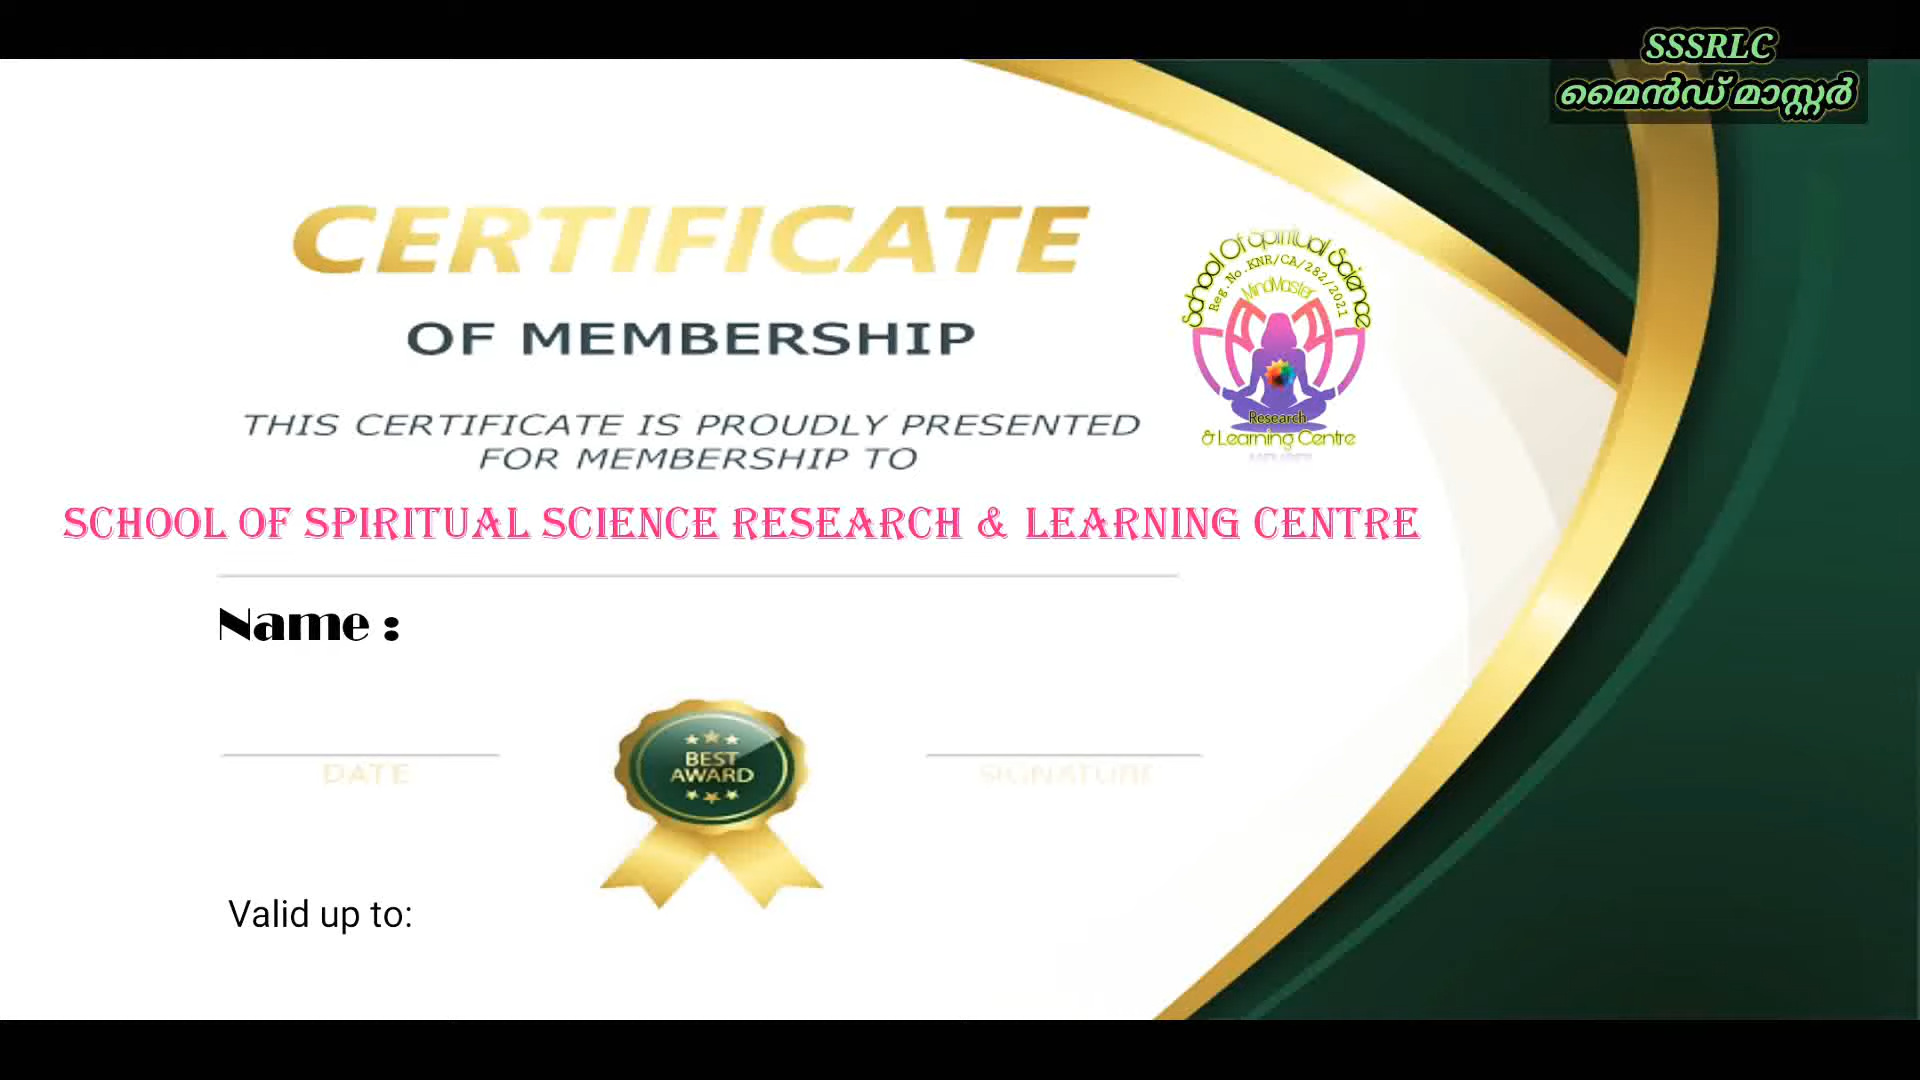 SSSRLC
മൈൻഡ് മാസ്റ്റർ
CERTIFICATE
OF MEMBERSHIP
THIS CERTIFICATE IS PROUDLY PRESENTED
FOR MEMBERSHIP TO
School Of Spiritual Science
Reg.No.KNR/CA/282/2021
MindMaster
Research
& Learning Centre
SCHOOL OF SPIRITUAL SCIENCE RESEARCH & LEARNING CENTRE
Name :
BEST
AWARD
DATE
SIGNATURE
Valid up to: